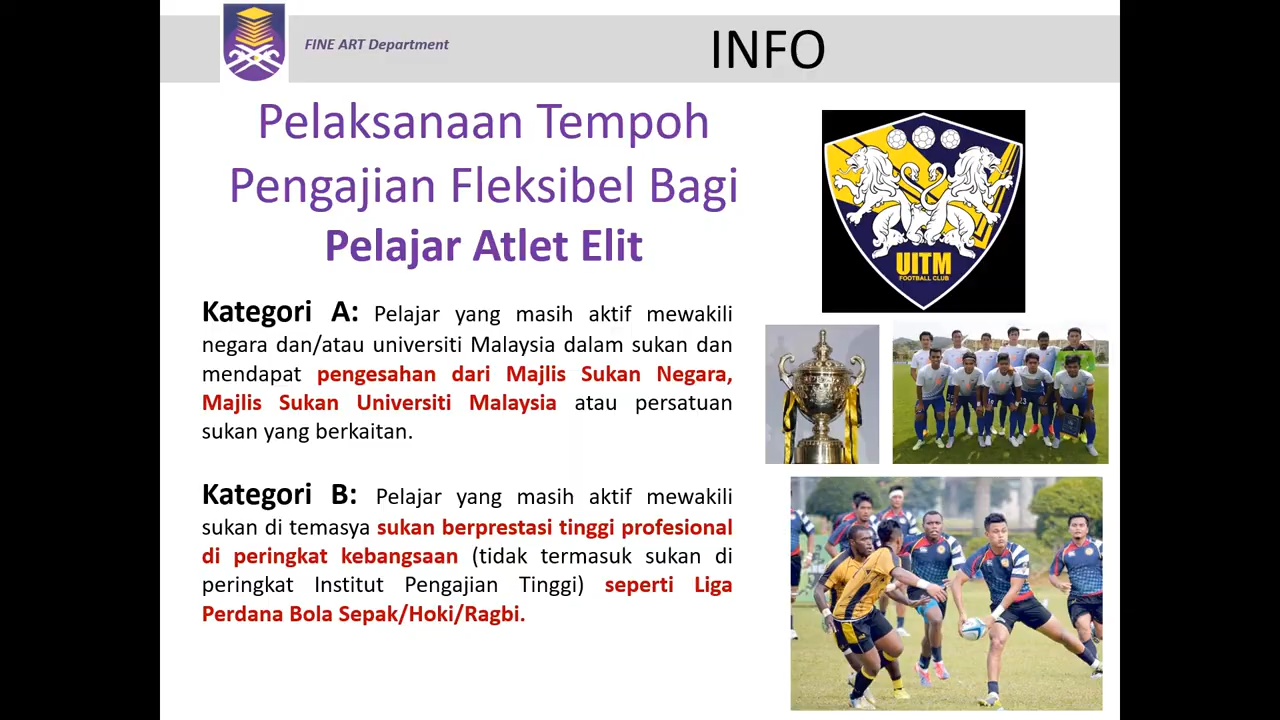 FINE ART Department
INFO
Pelaksanaan Tempoh
Pengajian Fleksibel Bagi
Pelajar Atlet Elit
Kategori A: Pelajar yang masih aktif mewakili
negara dan/atau universiti Malaysia dalam sukan dan
mendapat pengesahan dari Majlis Sukan Negara,
Majlis Sukan Universiti Malaysia atau persatuan
sukan yang berkaitan.
Kategori B: Pelajar yang masih aktif mewakili
sukan di temasya sukan berprestasi tinggi profesional
di peringkat kebangsaan (tidak termasuk sukan di
peringkat Institut Pengajian Tinggi) seperti Liga
Perdana Bola Sepak/Hoki/Ragbi.
UITM
FOOTBALL CLUB